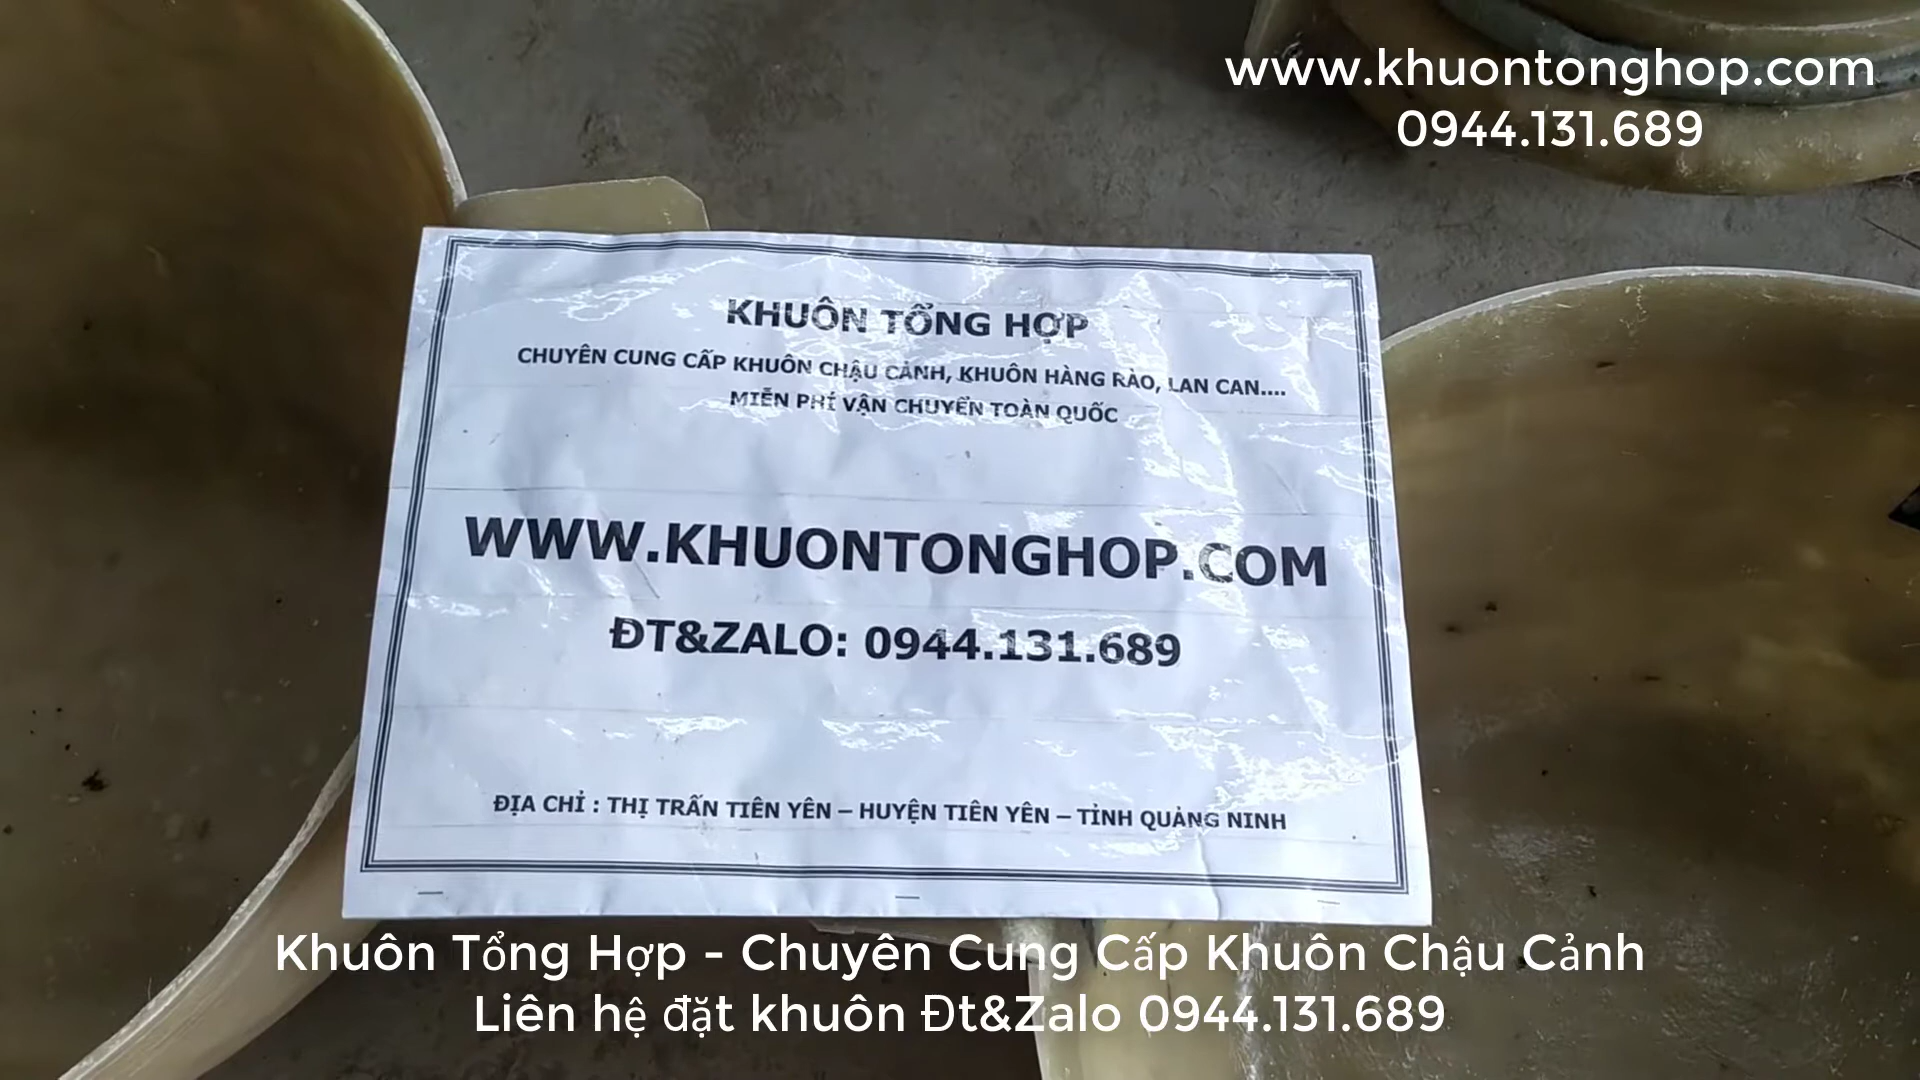 www.khuontonghop.com
0944.131.689
KHUÔN TỔNG HỢP
CHUYÊN CUNG CẤP KHUÔN CHẬU CẢNH, KHUÔN HÀNG RÀO, LAN CAN....
MIỄN PHÍ VẬN CHUYỂN TOÀN QUỐC
WWW.KHUONTONGHOP.COM
ĐT&ZALO: 0944.131.689
ĐỊA CHỈ : THỊ TRẤN TIÊN YÊN – HUYỆN TIÊN YÊN – TỈNH QUẢNG NINH
Khuôn Tổng Hợp - Chuyên Cung Cấp Khuôn Chậu Cảnh
Liên hệ đặt khuôn Đt&Zalo 0944.131.689